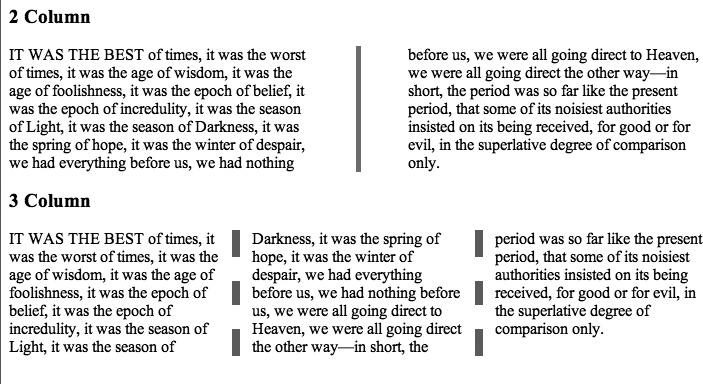 2 Column
IT WAS THE BEST of times, it was the worst
of times, it was the age of wisdom, it was the
age of foolishness, it was the epoch of belief, it
was the epoch of incredulity, it was the season
of Light, it was the season of Darkness, it was
the spring of hope, it was the winter of despair,
we had everything before us, we had nothing
before us, we were all going direct to Heaven,
we were all going direct the other way—in
short, the period was so far like the present
period, that some of its noisiest authorities
insisted on its being received, for good or for
evil, in the superlative degree of comparison
only.
3 Column
IT WAS THE BEST of times, it
was the worst of times, it was the
age of wisdom, it was the age of
foolishness, it was the epoch of
belief, it was the epoch of
incredulity, it was the season of
Light, it was the season of
Darkness, it was the spring of
hope, it was the winter of
despair, we had everything
before us, we had nothing before
us, we were all going direct to
Heaven, we were all going direct
the other way—in short, the
period was so far like the present
period, that some of its noisiest
authorities insisted on its being
received, for good or for evil, in
the superlative degree of
comparison only.